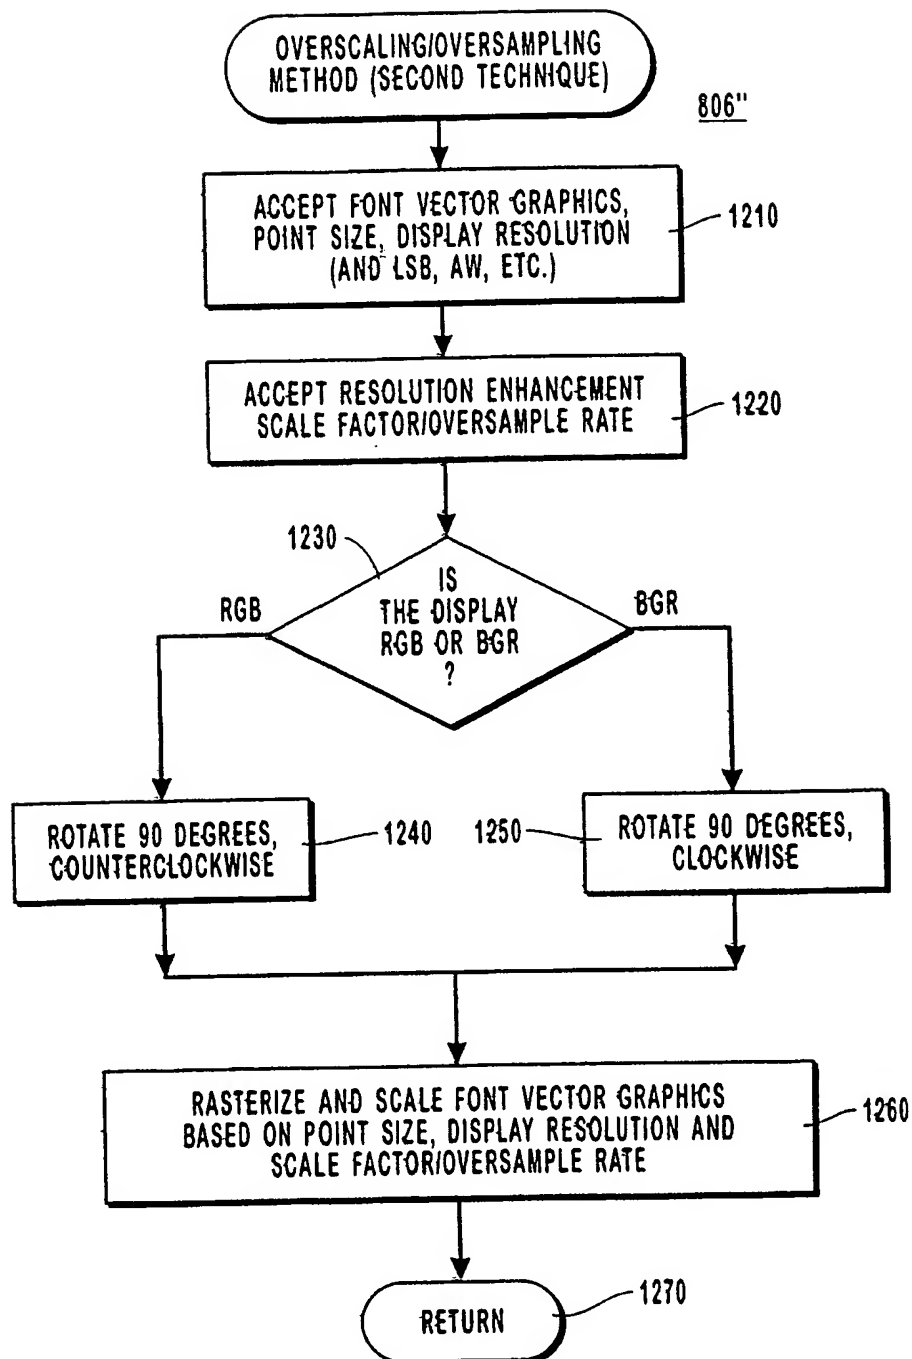 OVERSCALING/OVERSAMPLING
METHOD (SECOND TECHNIQUE)
806"
ACCEPT FONT VECTOR GRAPHICS,
POINT SIZE, DISPLAY RESOLUTION
(AND LSB, AW, ETC.)
1210
ACCEPT RESOLUTION ENHANCEMENT
SCALE FACTOR/OVERSAMPLE RATE
1220
1230
IS
THE DISPLAY
RGB OR BGR
?
RGB
BGR
ROTATE 90 DEGREES,
COUNTERCLOCKWISE
1240
1250
ROTATE 90 DEGREES,
CLOCKWISE
RASTERIZE AND SCALE FONT VECTOR GRAPHICS
BASED ON POINT SIZE, DISPLAY RESOLUTION AND
SCALE FACTOR/OVERSAMPLE RATE
1260
RETURN
1270